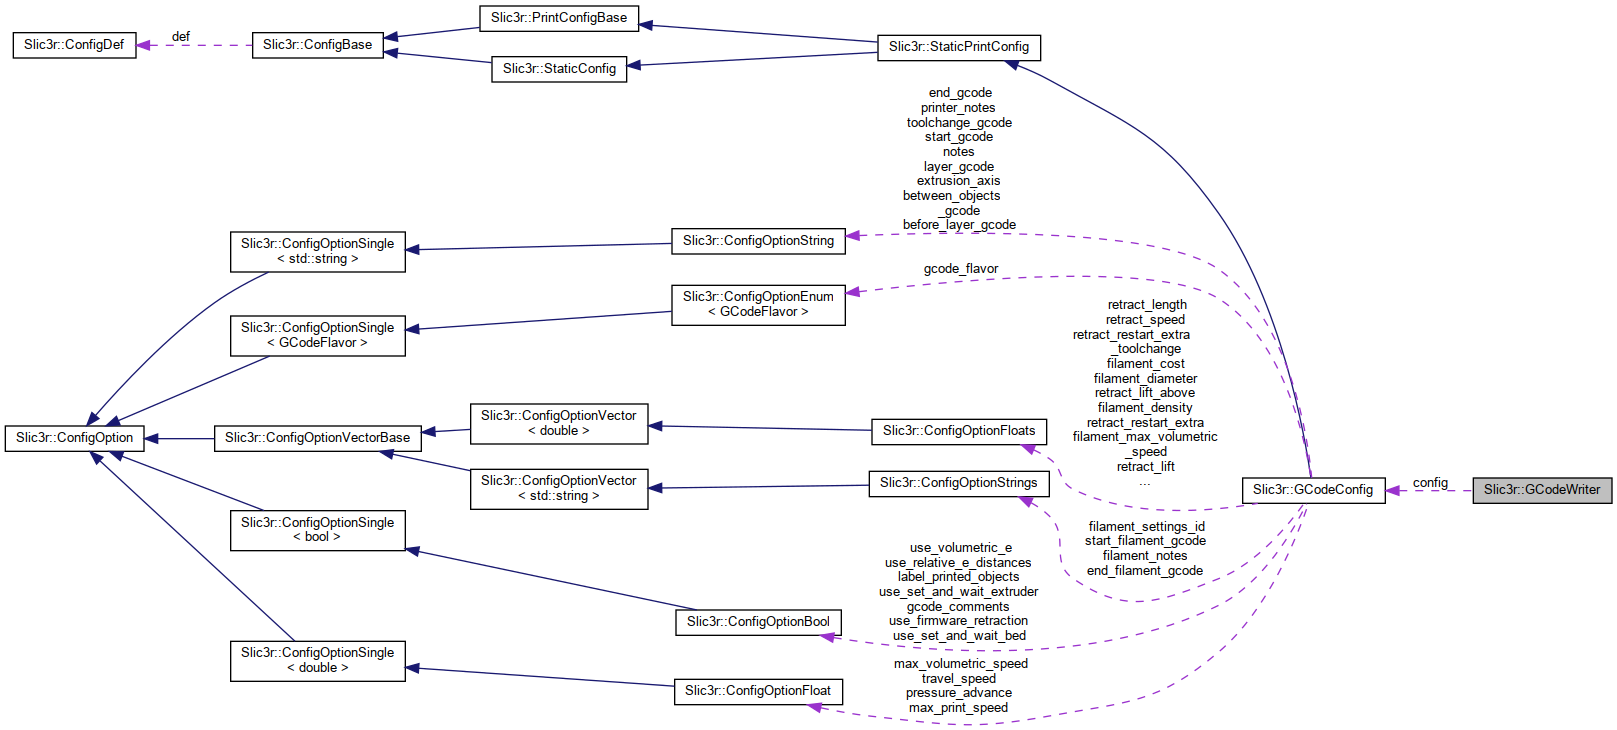 Slic3r::PrintConfigBase
def
Slic3r::ConfigDef
Slic3r::ConfigBase
Slic3r::StaticPrintConfig
Slic3r::StaticConfig
end_gcode
printer_notes
toolchange_gcode
start_gcode
notes
layer_gcode
extrusion_axis
between_objects
_gcode
before_layer_gcode
Slic3r::ConfigOptionSingle
< std::string >
Slic3r::ConfigOptionString
gcode_flavor
Slic3r::ConfigOptionEnum
< GCodeFlavor >
Slic3r::ConfigOptionSingle
< GCodeFlavor >
retract_length
retract_speed
retract_restart_extra
_toolchange
filament_cost
filament_diameter
retract_lift_above
filament_density
retract_restart_extra
filament_max_volumetric
_speed
retract_lift
...
Slic3r::ConfigOption
Slic3r::ConfigOptionVectorBase
Slic3r::ConfigOptionVector
< double >
Slic3r::ConfigOptionFloats
Slic3r::ConfigOptionVector
< std::string >
Slic3r::ConfigOptionStrings
Slic3r::GCodeConfig
config
Slic3r::GCodeWriter
filament_settings_id
start_filament_gcode
filament_notes
end_filament_gcode
Slic3r::ConfigOptionSingle
< bool >
use_volumetric_e
use_relative_e_distances
label_printed_objects
use_set_and_wait_extruder
gcode_comments
use_firmware_retraction
use_set_and_wait_bed
Slic3r::ConfigOptionBool
Slic3r::ConfigOptionSingle
< double >
max_volumetric_speed
travel_speed
pressure_advance
max_print_speed
Slic3r::ConfigOptionFloat